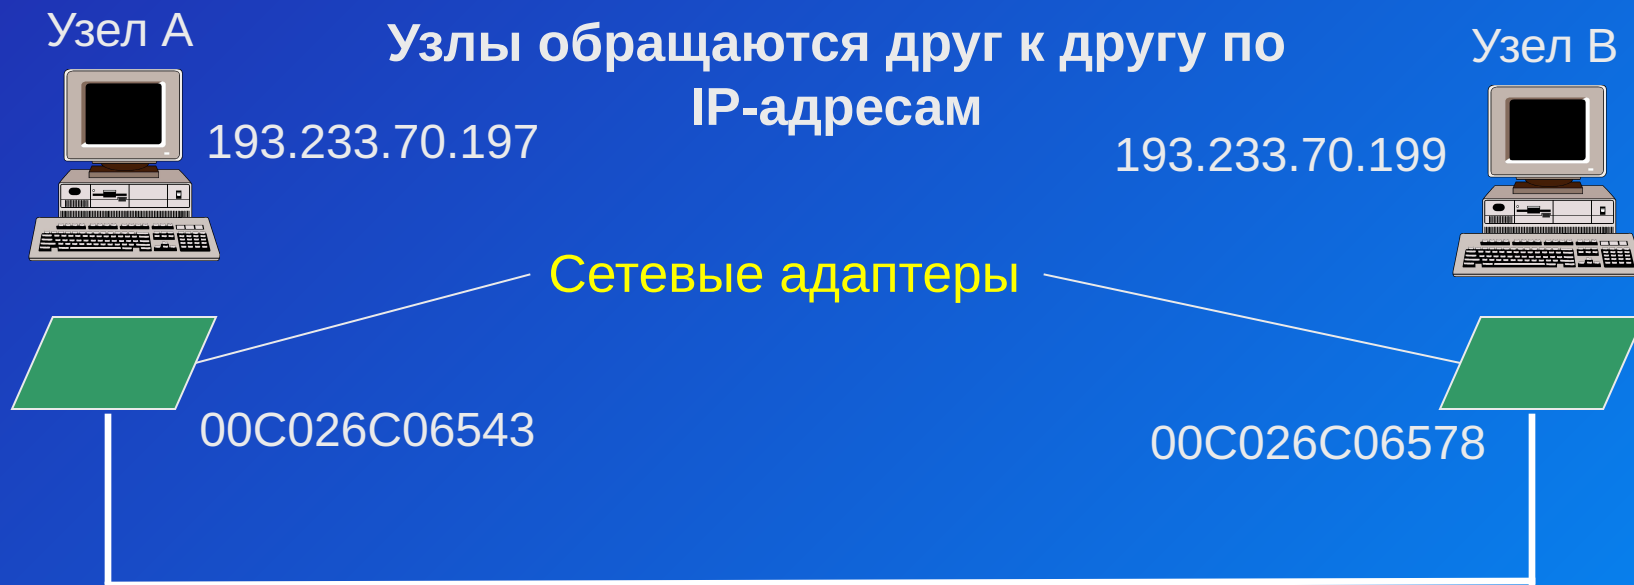 Узел A
Узлы обращаются друг к другу по
IP-адресам
Узел B
193.233.70.197
193.233.70.199
Сетевые адаптеры
00C026C06543
00C026C06578